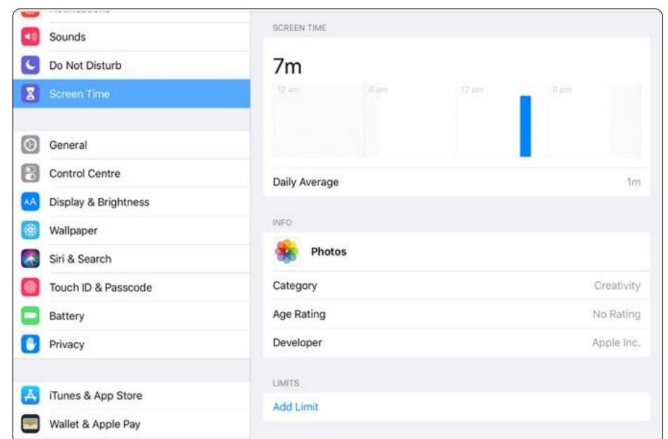 Sounds
Do Not Disturb
Screen Time
General
Control Centre
AA Display & Brightness
Wallpaper
Siri & Search
Touch ID & Passcode
Battery
Privacy
iTunes & App Store
Wallet & Apple Pay
SCREEN TIME
7m
12 am 6 am 12 pm 6 pm
Daily Average 1m
INFO
Photos
Category Creativity
Age Rating No Rating
Developer Apple Inc.
LIMITS
Add Limit